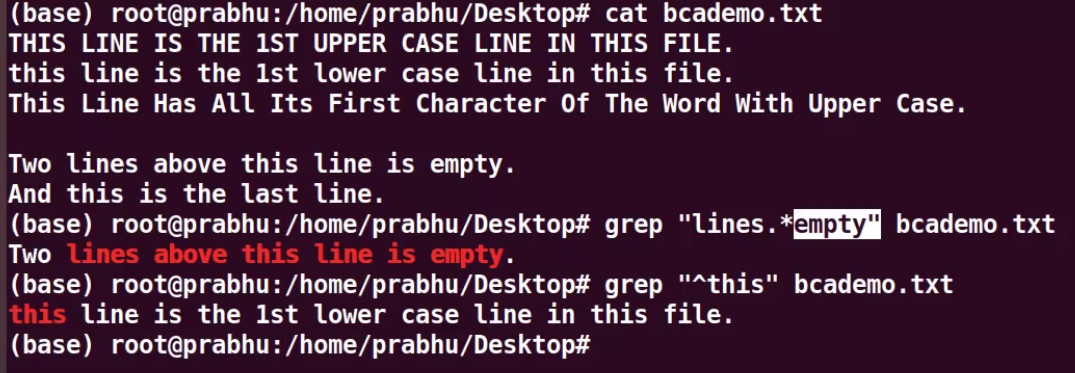 (base) root@prabhu:/home/prabhu/Desktop# cat bcademo.txt
THIS LINE IS THE 1ST UPPER CASE LINE IN THIS FILE.
this line is the 1st lower case line in this file.
This Line Has All Its First Character Of The Word With Upper Case.

Two lines above this line is empty.
And this is the last line.
(base) root@prabhu:/home/prabhu/Desktop# grep "lines.*empty" bcademo.txt
Two lines above this line is empty.
(base) root@prabhu:/home/prabhu/Desktop# grep "^this" bcademo.txt
this line is the 1st lower case line in this file.
(base) root@prabhu:/home/prabhu/Desktop#